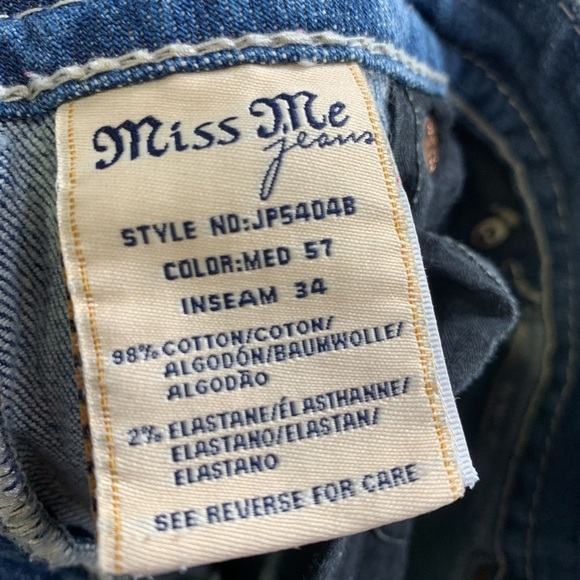 Miss Me
jeans
STYLE NO:JP5404B
COLOR:MED 57
INSEAM 34
98% COTTON/COTON/
ALGODÓN/BAUMWOLLE/
ALGODÃO
2% ELASTANE/ÉLASTHANNE/
ELASTANO/ELASTAN/
ELASTANO
SEE REVERSE FOR CARE